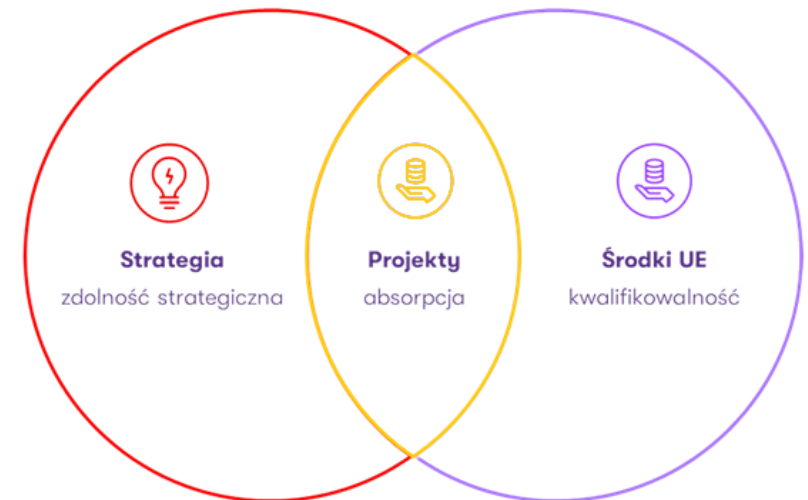 Strategia
zdolność strategiczna
Projekty
absorpcja
Środki UE
kwalifikowalność